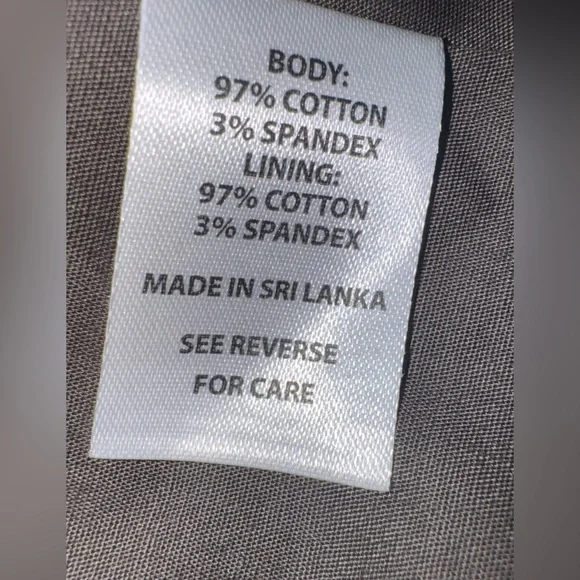 BODY:
97% COTTON
3% SPANDEX
LINING:
97% COTTON
3% SPANDEX
MADE IN SRI LANKA
SEE REVERSE
FOR CARE